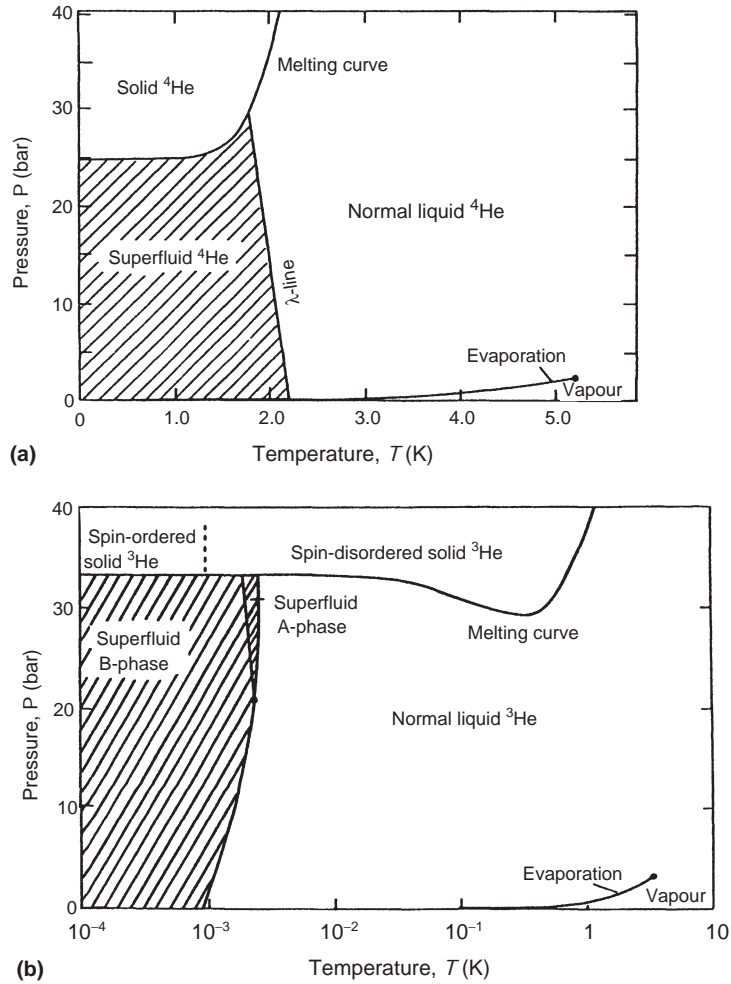 40
30
20
10
0
Pressure, P (bar)
Solid ⁴He
Melting curve
Normal liquid ⁴He
Superfluid ⁴He
λ-line
Evaporation
Vapour
0
1.0
2.0
3.0
4.0
5.0
Temperature, T (K)
(a)
40
30
20
10
0
Pressure, P (bar)
Spin-ordered
solid ³He
Spin-disordered solid ³He
Superfluid
A-phase
Melting curve
Superfluid
B-phase
Normal liquid ³He
Evaporation
Vapour
10⁻⁴
10⁻³
10⁻²
10⁻¹
1
10
Temperature, T (K)
(b)